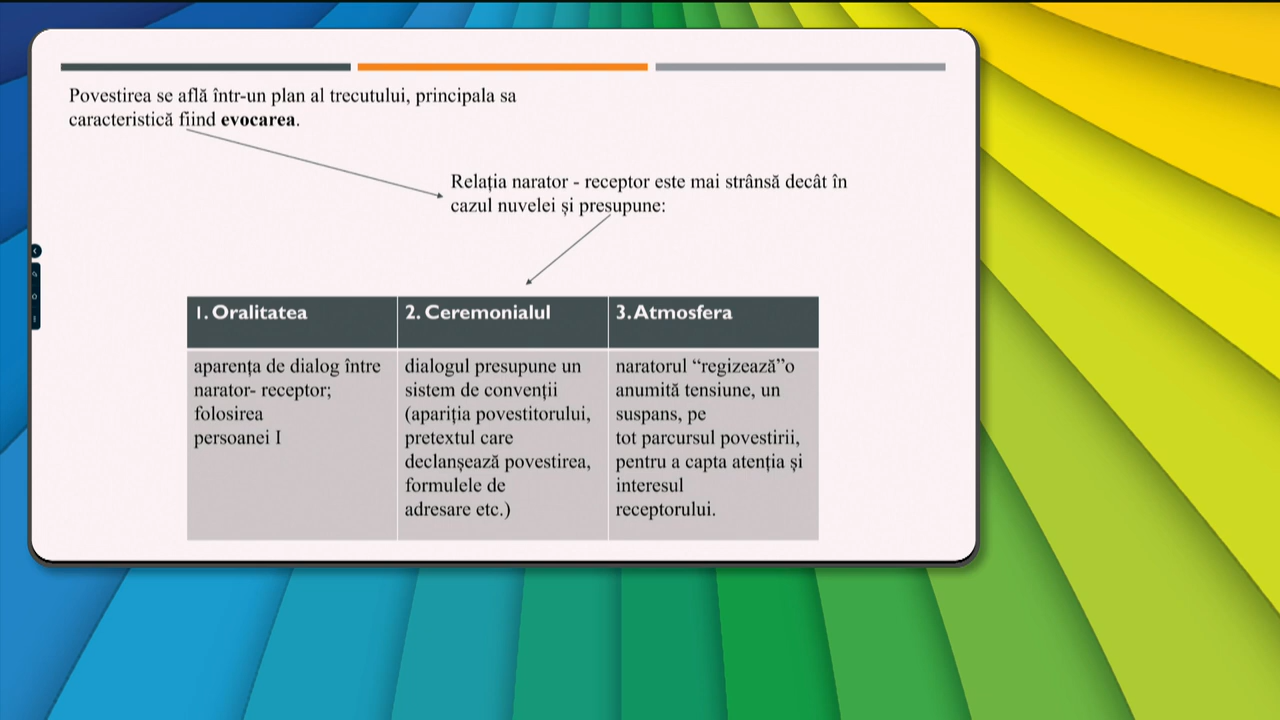 Povestirea se află într-un plan al trecutului, principala sa
caracteristică fiind evocarea.
Relația narator - receptor este mai strânsă decât în
cazul nuvelei și presupune:
1. Oralitatea
aparența de dialog între
narator- receptor;
folosirea
persoanei I
2. Ceremonialul
dialogul presupune un
sistem de convenții
(apariția povestitorului,
pretextul care
declanșează povestirea,
formulele de
adresare etc.)
3.Atmosfera
naratorul “regizează”o
anumită tensiune, un
suspans, pe
tot parcursul povestirii,
pentru a capta atenția și
interesul
receptorului.